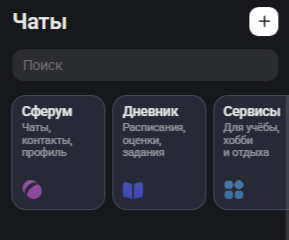 Чаты
Поиск
Сферум
Чаты,
контакты,
профиль
Дневник
Расписания,
оценки,
задания
Сервисы
Для учёбы,
хобби
и отдыха